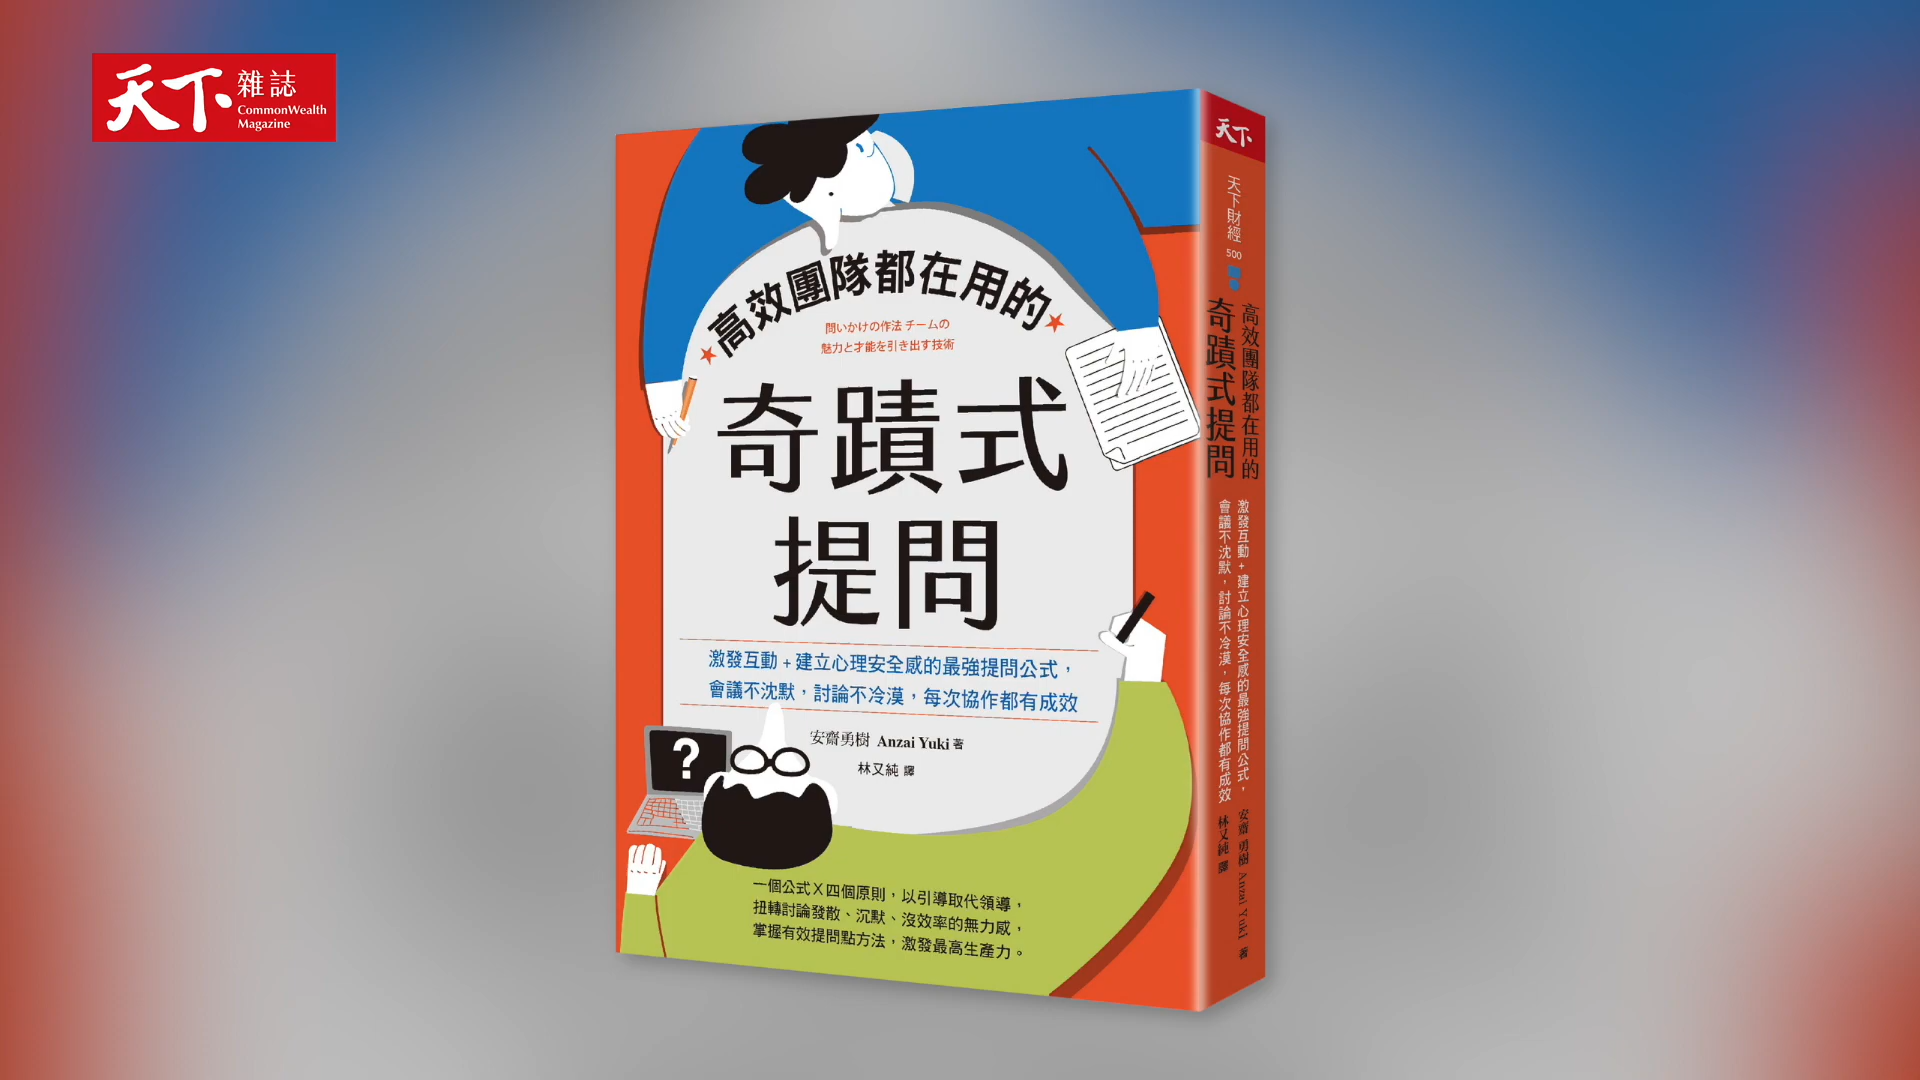 天下 雜誌
CommonWealth
Magazine
高效團隊都在用的
問いかけの作法 チームの
魅力と才能を引き出す技術
奇蹟式
提問
激發互動+建立心理安全感的最強提問公式，
會議不沈默，討論不冷漠，每次協作都有成效
安齋勇樹 Anzai Yuki 著
林又純 譯
?
一個公式X四個原則，以引導取代領導，
扭轉討論發散、沉默、沒效率的無力感，
掌握有效提問點方法，激發最高生產力。
天下
天下財經
500
高效團隊都在用的
奇蹟式提問
激發互動+建立心理安全感的最強提問公式，
會議不沈默，討論不冷漠，每次協作都有成效
安齋勇樹 Anzai Yuki 著
林又純 譯